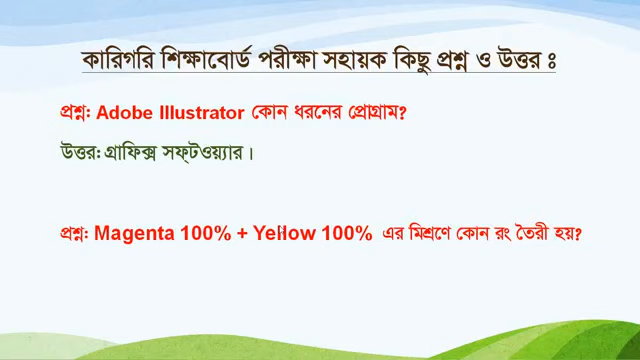 কারিগরি শিক্ষাবোর্ড পরীক্ষা সহায়ক কিছু প্রশ্ন ও উত্তর ঃ
প্রশ্ন: Adobe Illustrator কোন ধরনের প্রোগ্রাম?
উত্তর: গ্রাফিক্স সফ্টওয়্যার।
প্রশ্ন: Magenta 100% + Yellow 100% এর মিশ্রণে কোন রং তৈরী হয়?